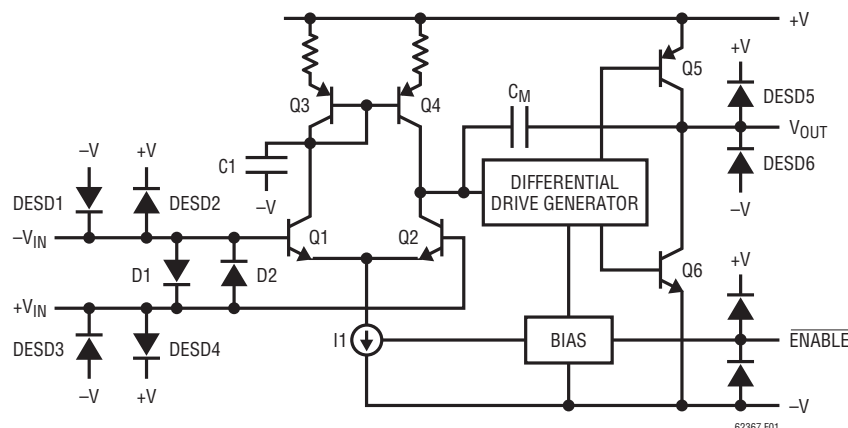 +V
Q3
Q4
Q5
+V
DESD5
CM
VOUT
C1
–V
DESD6
–V
–V
+V
DESD1
DESD2
DIFFERENTIAL
DRIVE GENERATOR
–VIN
Q1
Q2
D1
D2
Q6
+V
+VIN
DESD3
DESD4
I1
BIAS
ENABLE
–V
+V
–V
62367 F01